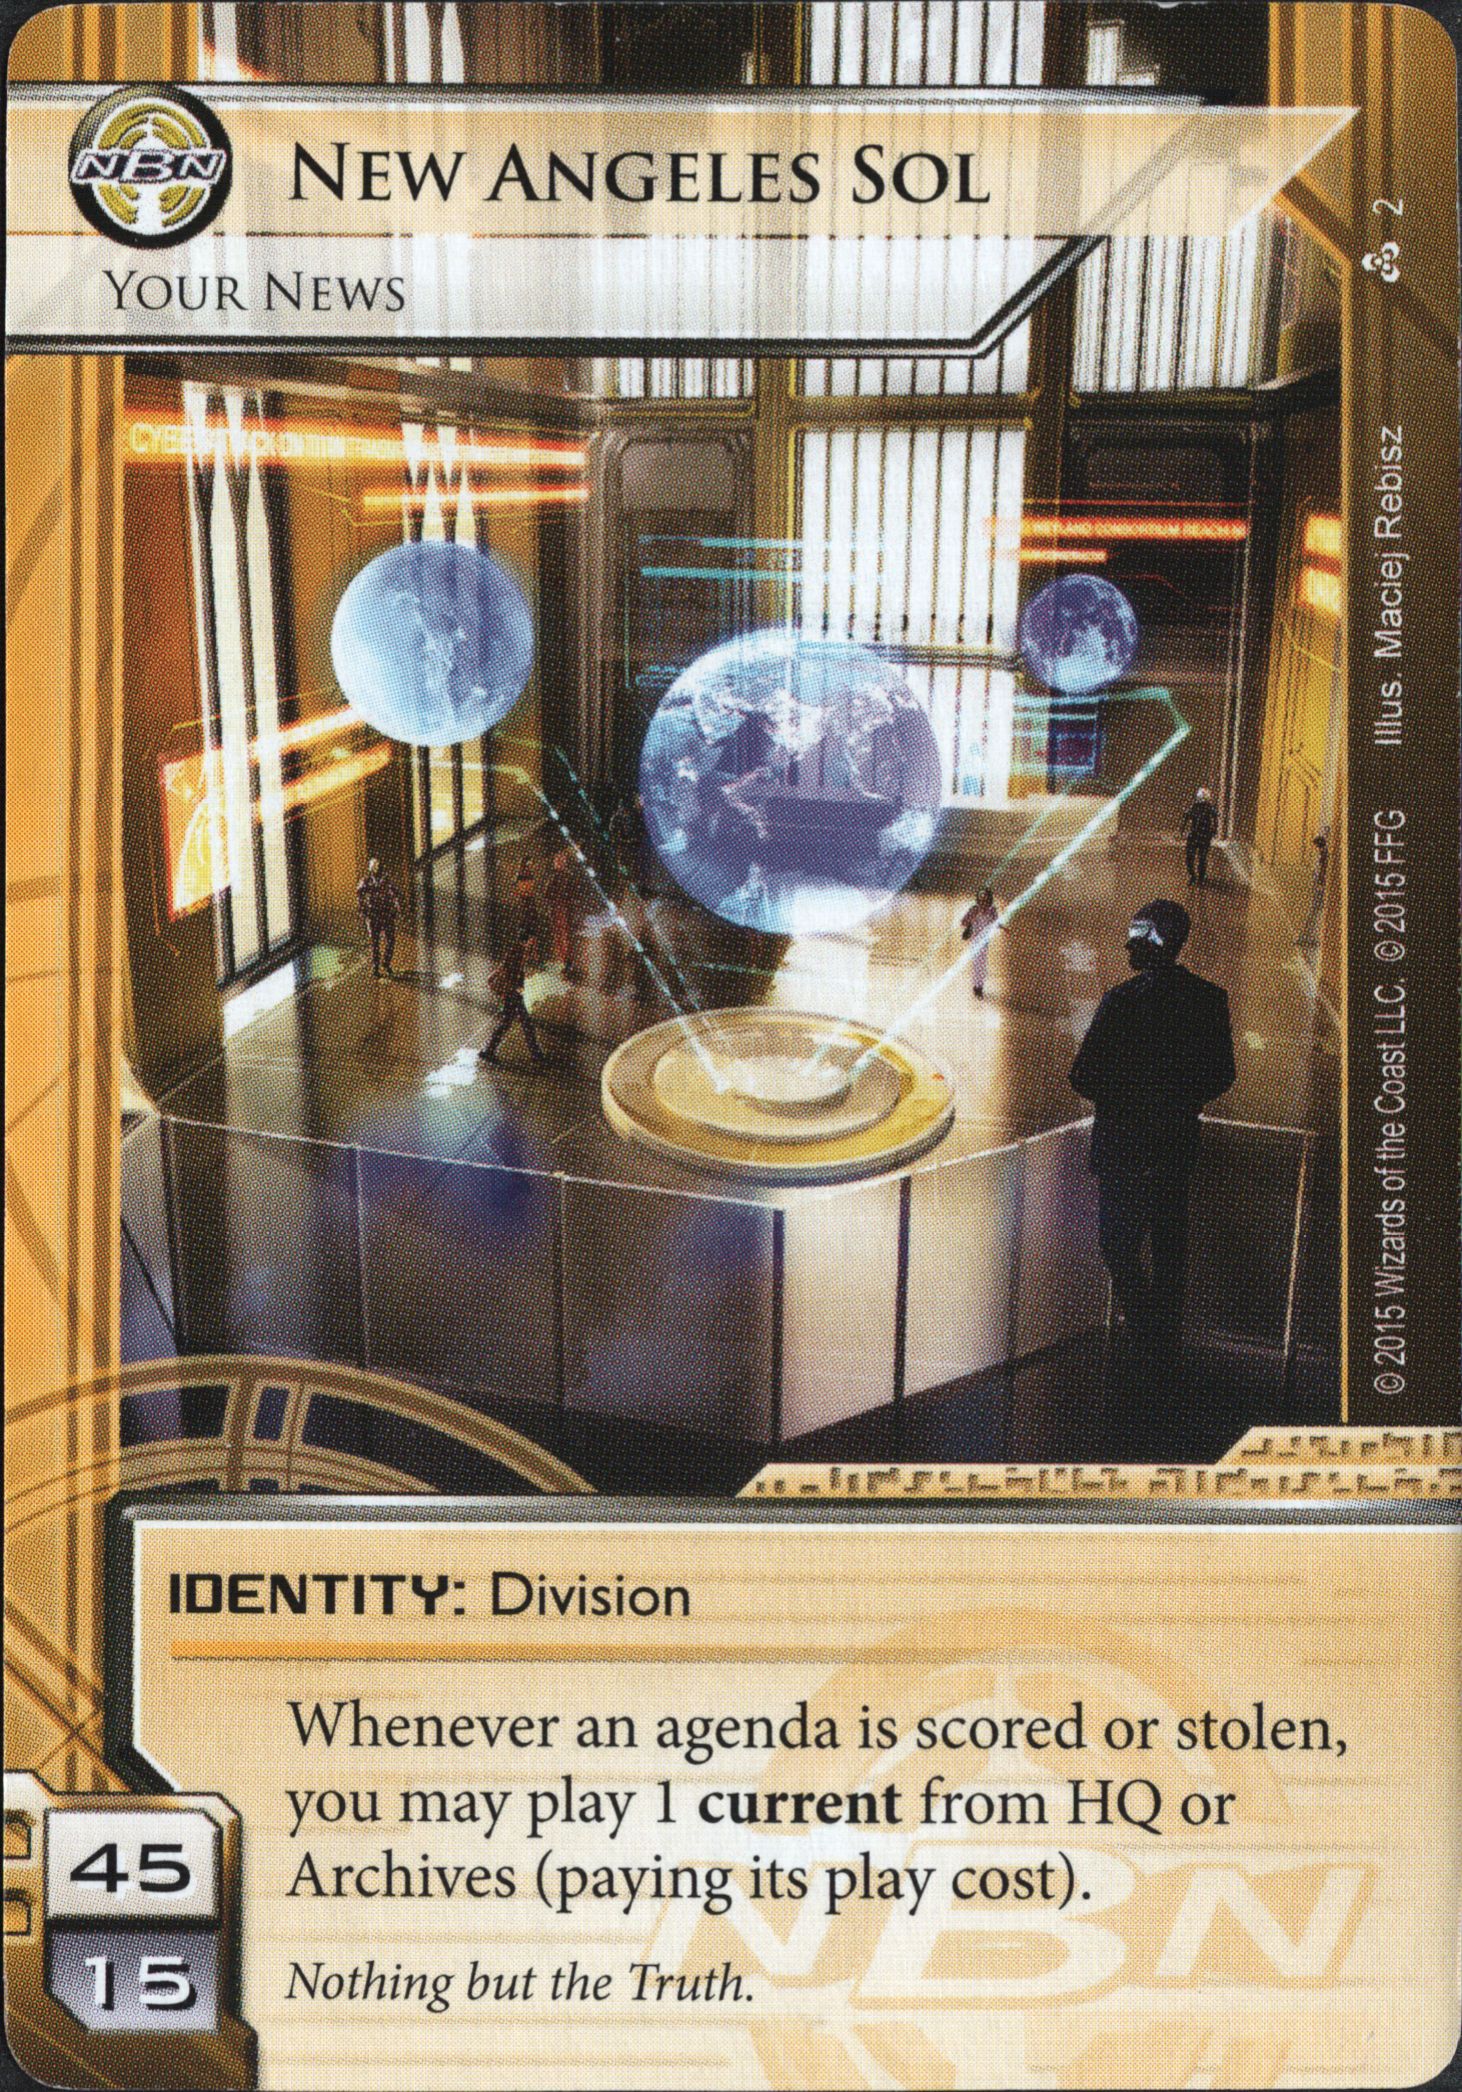 NBN
NEW ANGELES SOL
YOUR NEWS
2
Illus. Maciej Rebisz
© 2015 Wizards of the Coast LLC. © 2015 FFG
IDENTITY: Division
Whenever an agenda is scored or stolen,
you may play 1 current from HQ or
Archives (paying its play cost).
Nothing but the Truth.
45
15
NBN